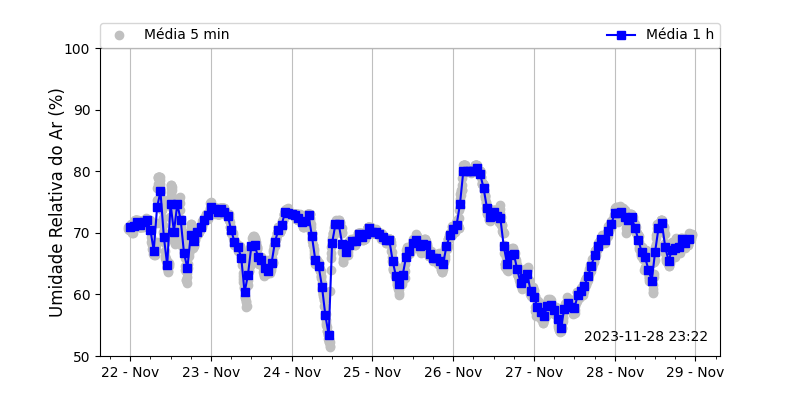 Média 5 min    Média 1 h
Umidade Relativa do Ar (%)
100
90
80
70
60
50
2023-11-28 23:22
22 - Nov 23 - Nov 24 - Nov 25 - Nov 26 - Nov 27 - Nov 28 - Nov 29 - Nov